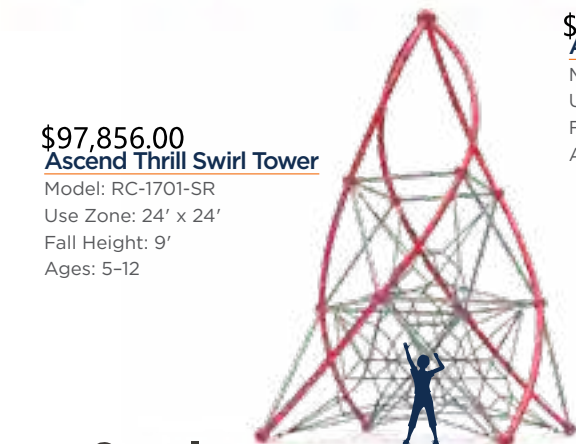 $97,856.00
Ascend Thrill Swirl Tower
Model: RC-1701-SR
Use Zone: 24' x 24'
Fall Height: 9'
Ages: 5–12
$